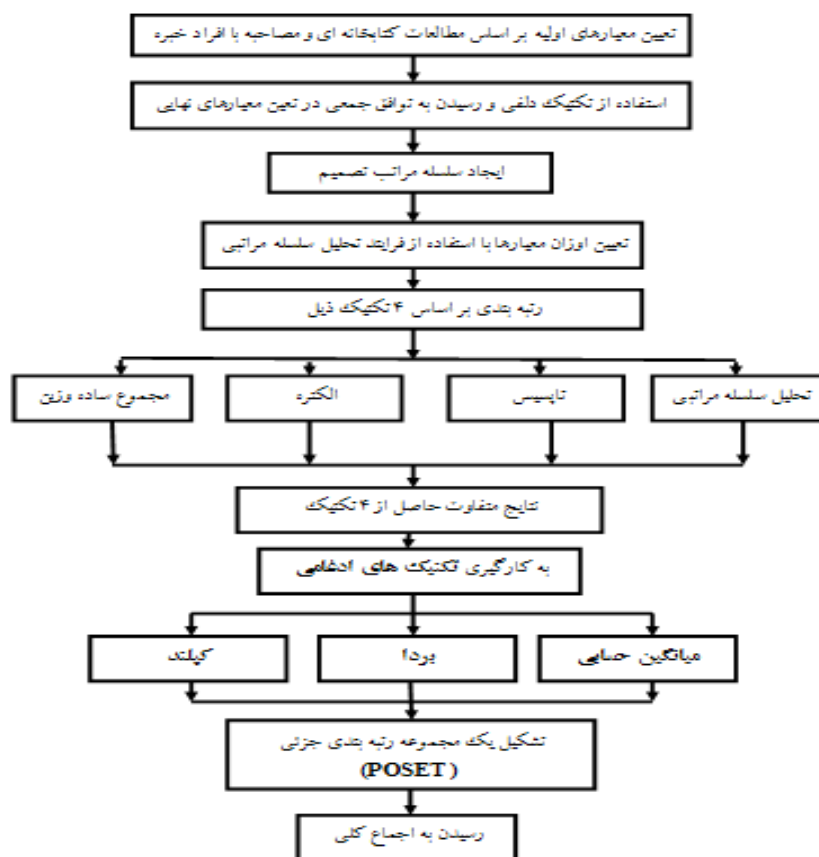 تعیین معیارهای اولیه بر اساس مطالعات کتابخانه ای و مصاحبه با افراد خبره
استفاده از تکنیک دلفی و رسیدن به توافق جمعی در تعین معیارهای نهایی
ایجاد سلسله مراتب تصمیم
تعیین اوزان معیارها با استفاده از فرایند تحلیل سلسله مراتبی
رتبه بندی بر اساس ۴ تکنیک ذیل
تحلیل سلسله مراتبی
تاپسیس
الکتره
مجموع ساده وزین
نتایج متفاوت حاصل از ۴ تکنیک
به کارگیری تکنیک های ادغامی
میانگین حسابی
بردا
کپلند
تشکیل یک مجموعه رتبه بندی جزئی
(POSET)
رسیدن به اجماع کلی